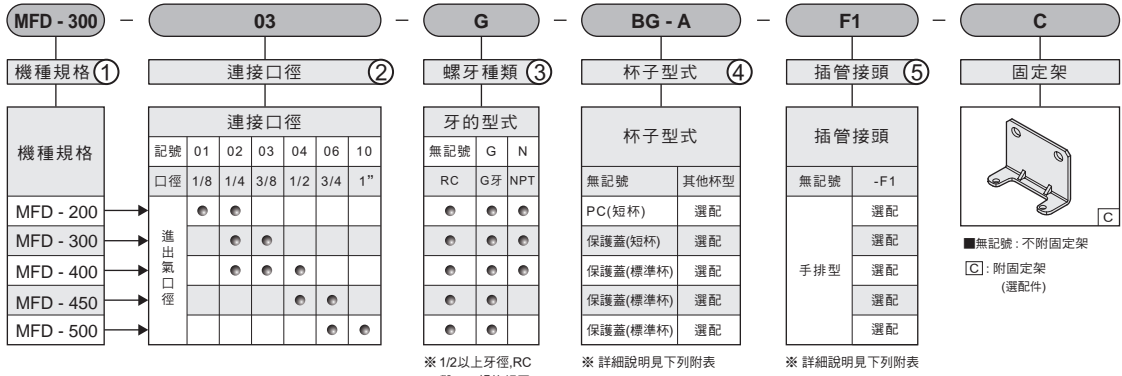 MFD - 300 – 03 – G – BG - A – F1 – C
機種規格① 連接口徑 ② 螺牙種類 ③ 杯子型式 ④ 插管接頭 ⑤ 固定架
機種規格
連接口徑
記號 01 02 03 04 06 10
口徑 1/8 1/4 3/8 1/2 3/4 1”
進出氣口徑
MFD - 200
MFD - 300
MFD - 400
MFD - 450
MFD - 500
牙的型式
無記號 G N
RC G牙 NPT
※ 1/2以上牙徑,RC
杯子型式
無記號 其他杯型
PC(短杯) 選配
保護蓋(短杯) 選配
保護蓋(標準杯) 選配
保護蓋(標準杯) 選配
保護蓋(標準杯) 選配
※ 詳細說明見下列附表
插管接頭
無記號 -F1
手排型
選配
選配
選配
選配
選配
※ 詳細說明見下列附表
C
■無記號 : 不附固定架
C : 附固定架
(選配件)